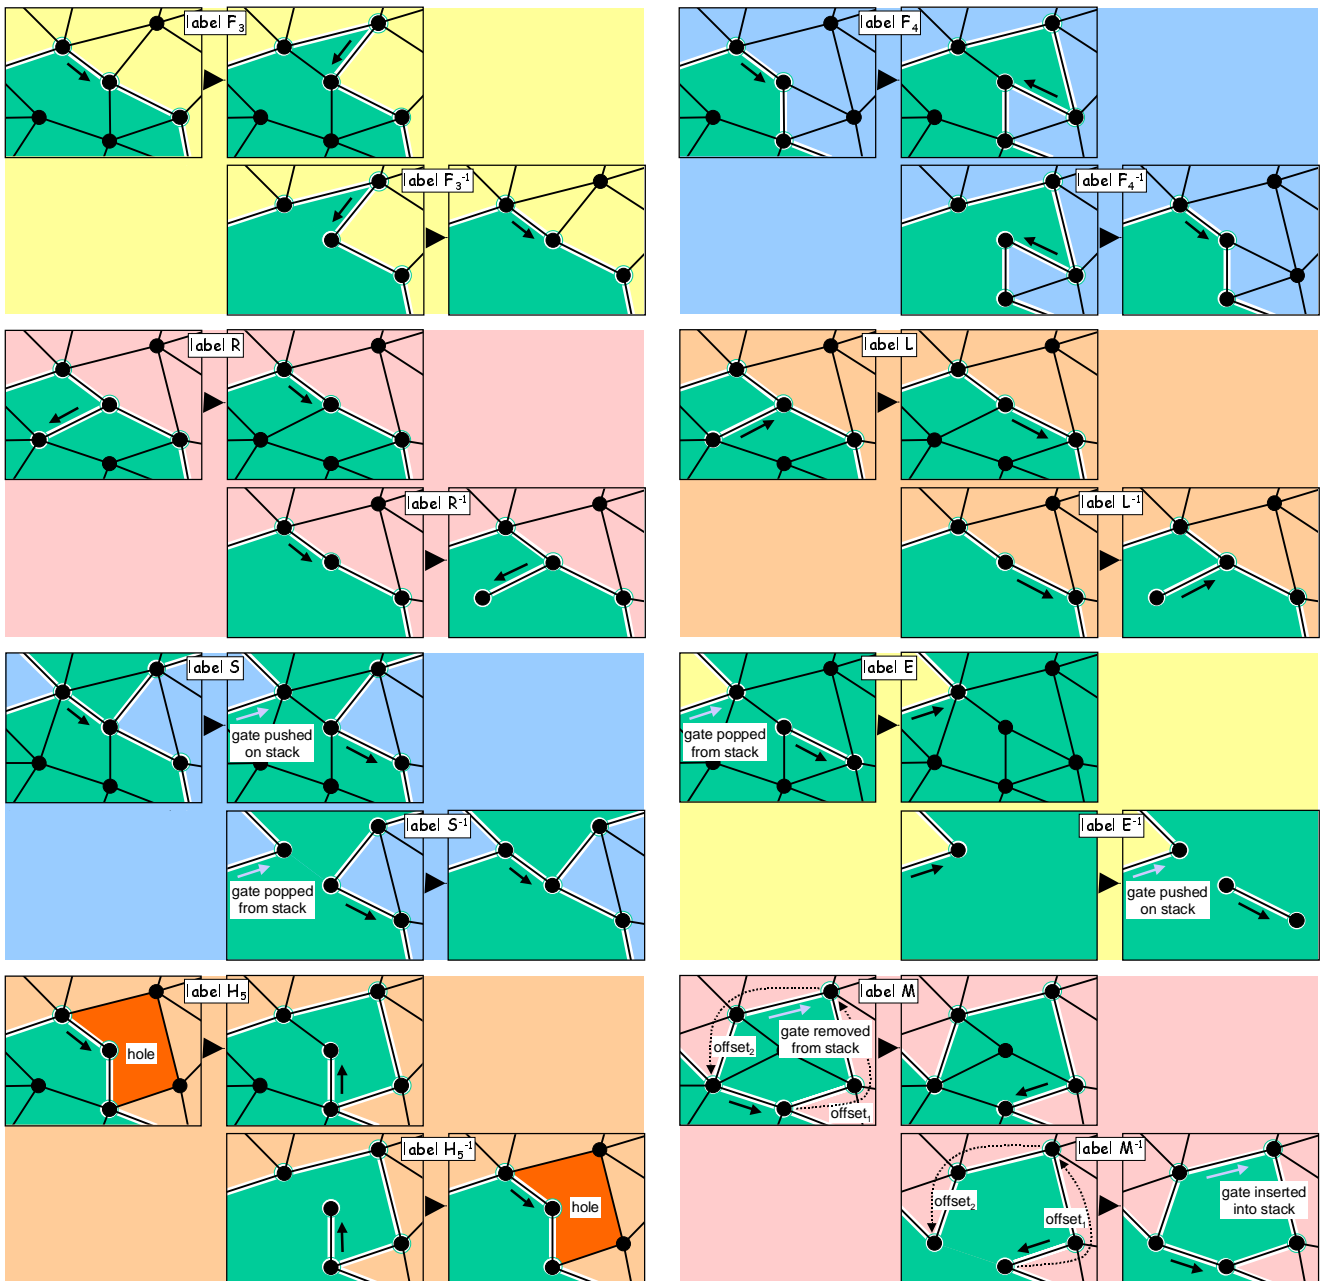 label F3
label F4
label F3-1
label F4-1
label R
label L
label R-1
label L-1
label S
label E
gate pushed
on stack
gate popped
from stack
label S-1
label E-1
gate popped
from stack
gate pushed
on stack
label H5
label M
hole
gate removed
from stack
offset2
offset1
label H5-1
label M-1
hole
offset2
offset1
gate inserted
into stack